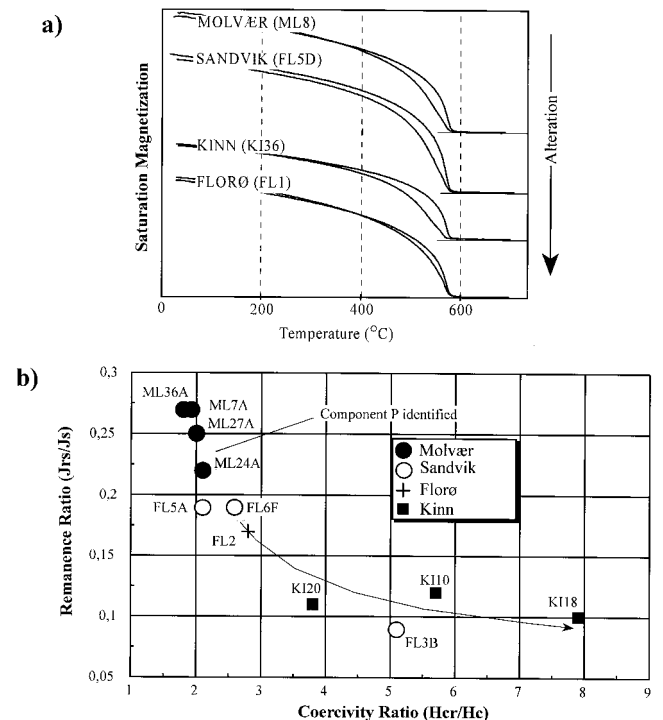 a)
MOLVÆR (ML8)
SANDVIK (FL5D)
KINN (KI36)
FLORØ (FL1)
Saturation Magnetization
Alteration
0 200 400 600
Temperature (°C)
b)
0,3
0,25
0,2
0,15
0,1
0,05
Remanence Ratio (Jrs/Js)
ML36A
ML7A
ML27A
ML24A
Component P identified
Molvær
Sandvik
Florø
Kinn
FL5A
FL6F
FL2
KI20
KI10
KI18
FL3B
1 2 3 4 5 6 7 8 9
Coercivity Ratio (Hcr/Hc)